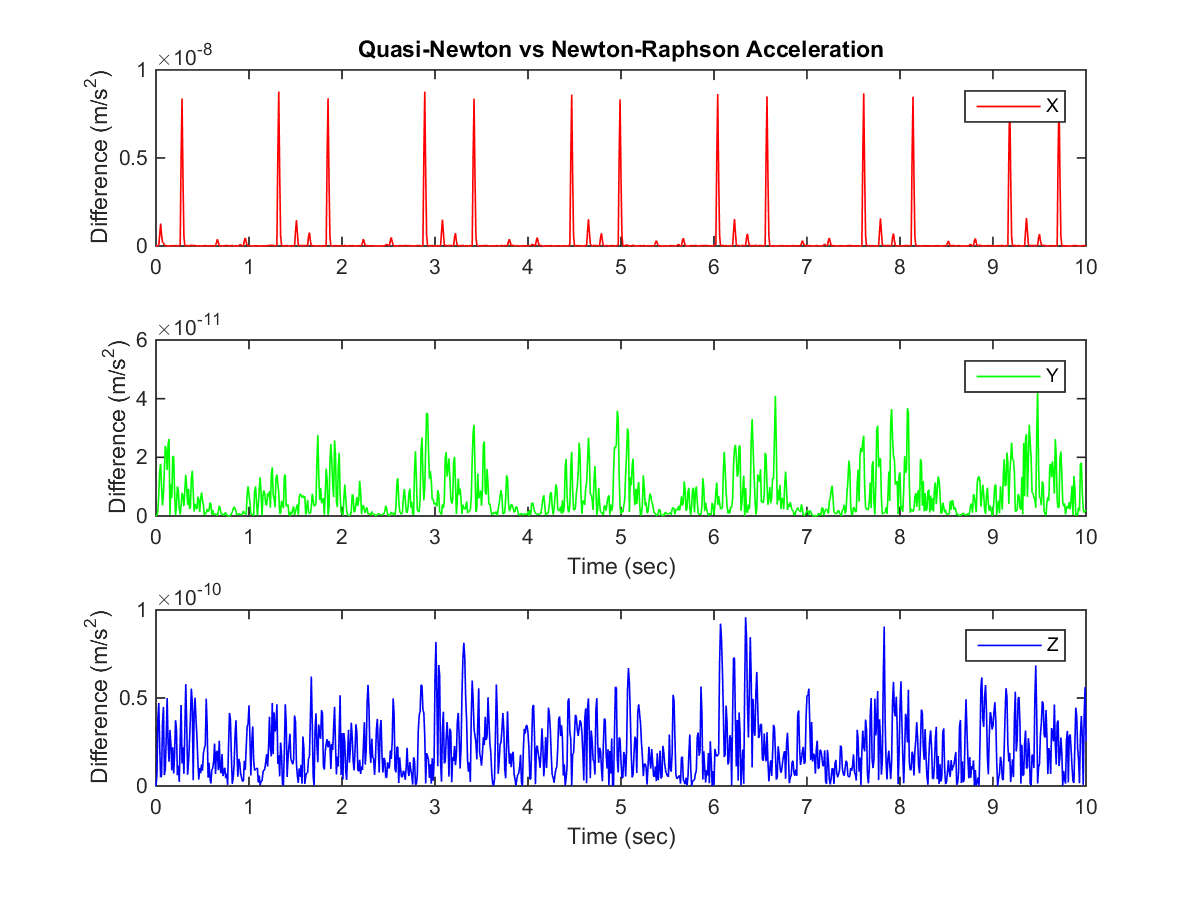 Quasi-Newton vs Newton-Raphson Acceleration
×10^-8
Difference (m/s^2)
1
0.5
0
X
0 1 2 3 4 5 6 7 8 9 10
×10^-11
Difference (m/s^2)
6
4
2
0
Y
0 1 2 3 4 5 6 7 8 9 10
Time (sec)
×10^-10
Difference (m/s^2)
1
0.5
0
Z
0 1 2 3 4 5 6 7 8 9 10
Time (sec)